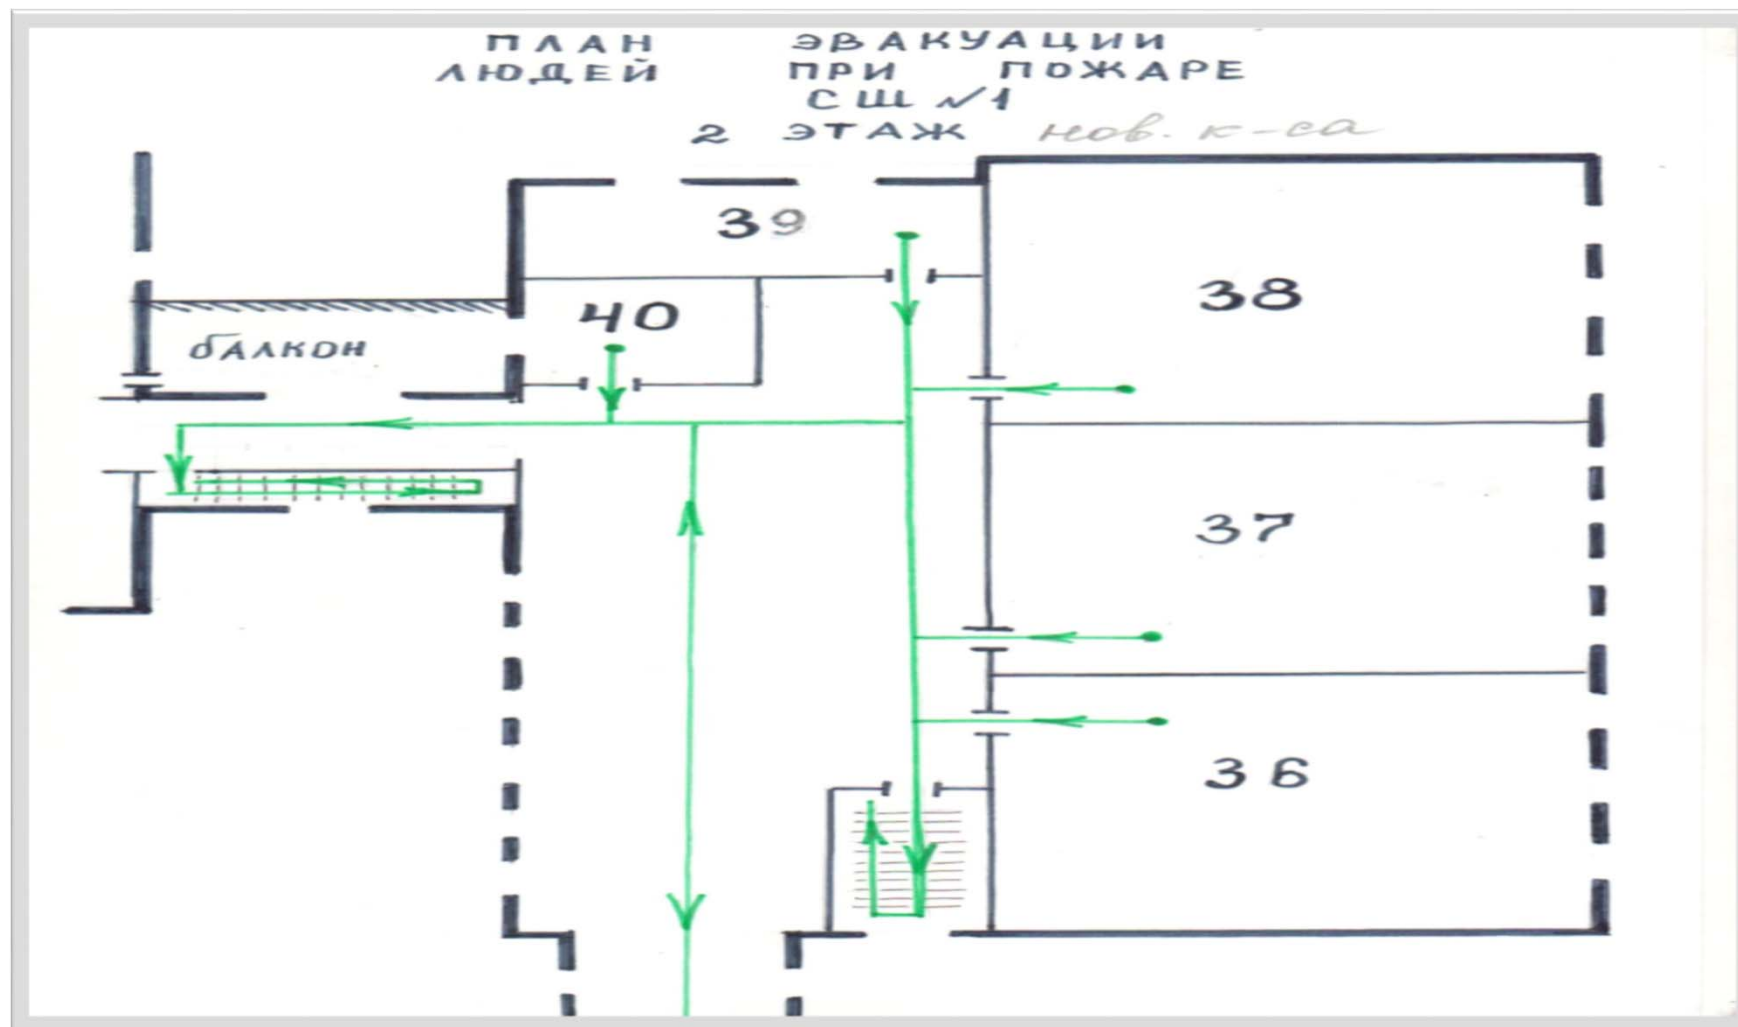 ПЛАН ЭВАКУАЦИИ
ЛЮДЕЙ ПРИ ПОЖАРЕ
СШ №1
2 ЭТАЖ нов. к-са
39
38
40
БАЛКОН
37
36